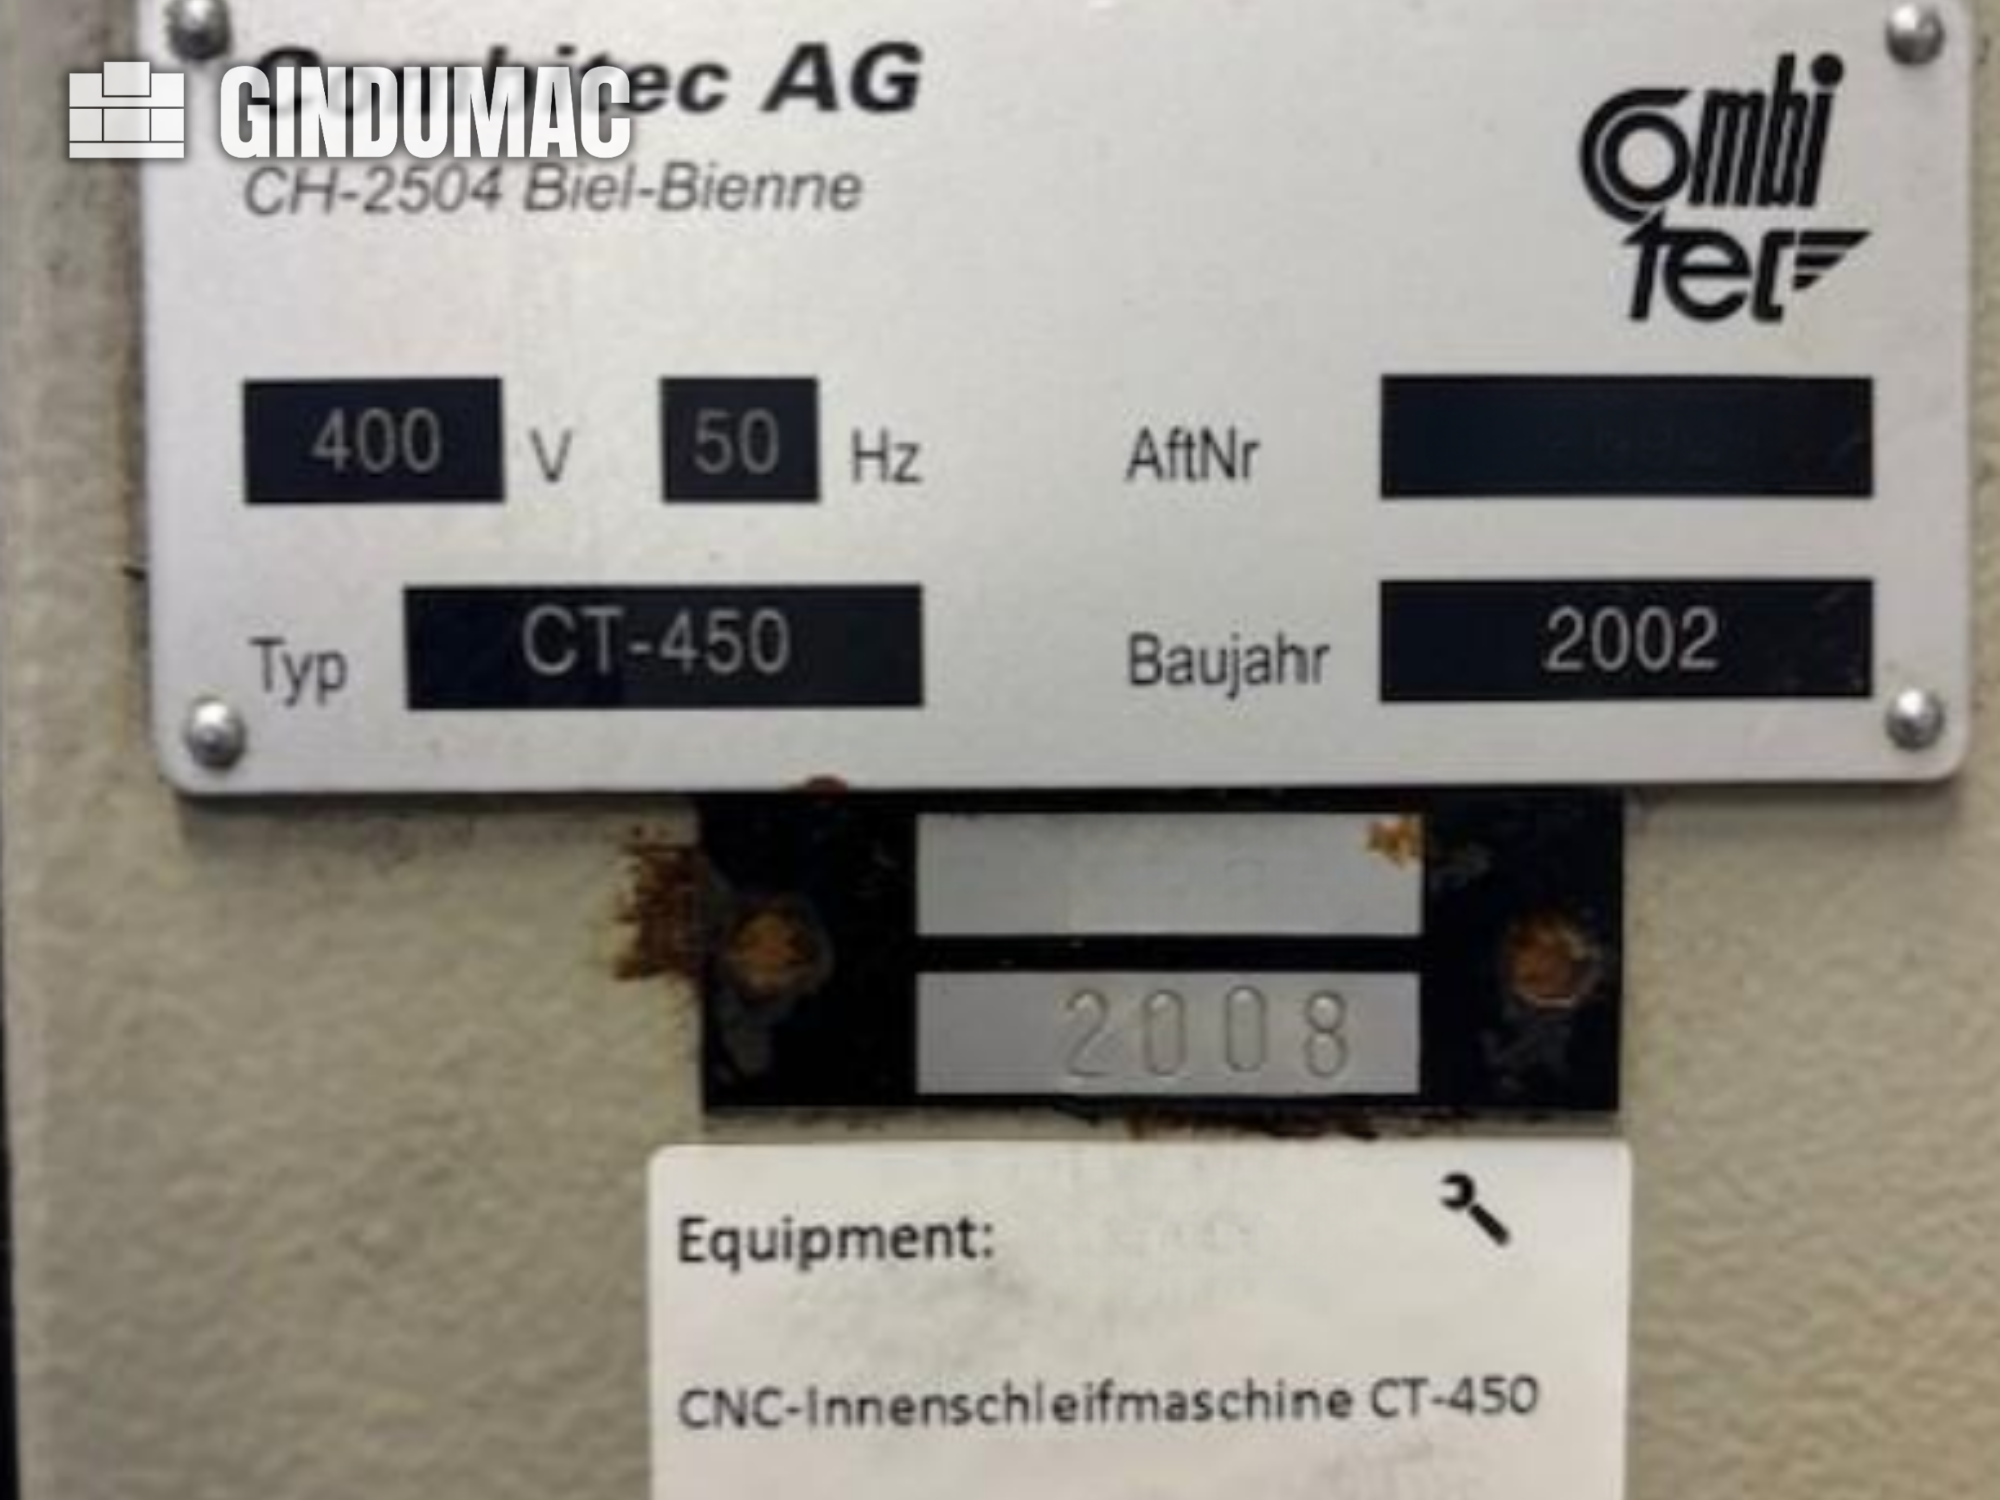 Combitec AG
GINDUMAC
CH-2504 Biel-Bienne
Combi
tec
400 V 50 Hz AftNr
Typ CT-450 Baujahr 2002
2008
Equipment:
CNC-Innenschleifmaschine CT-450